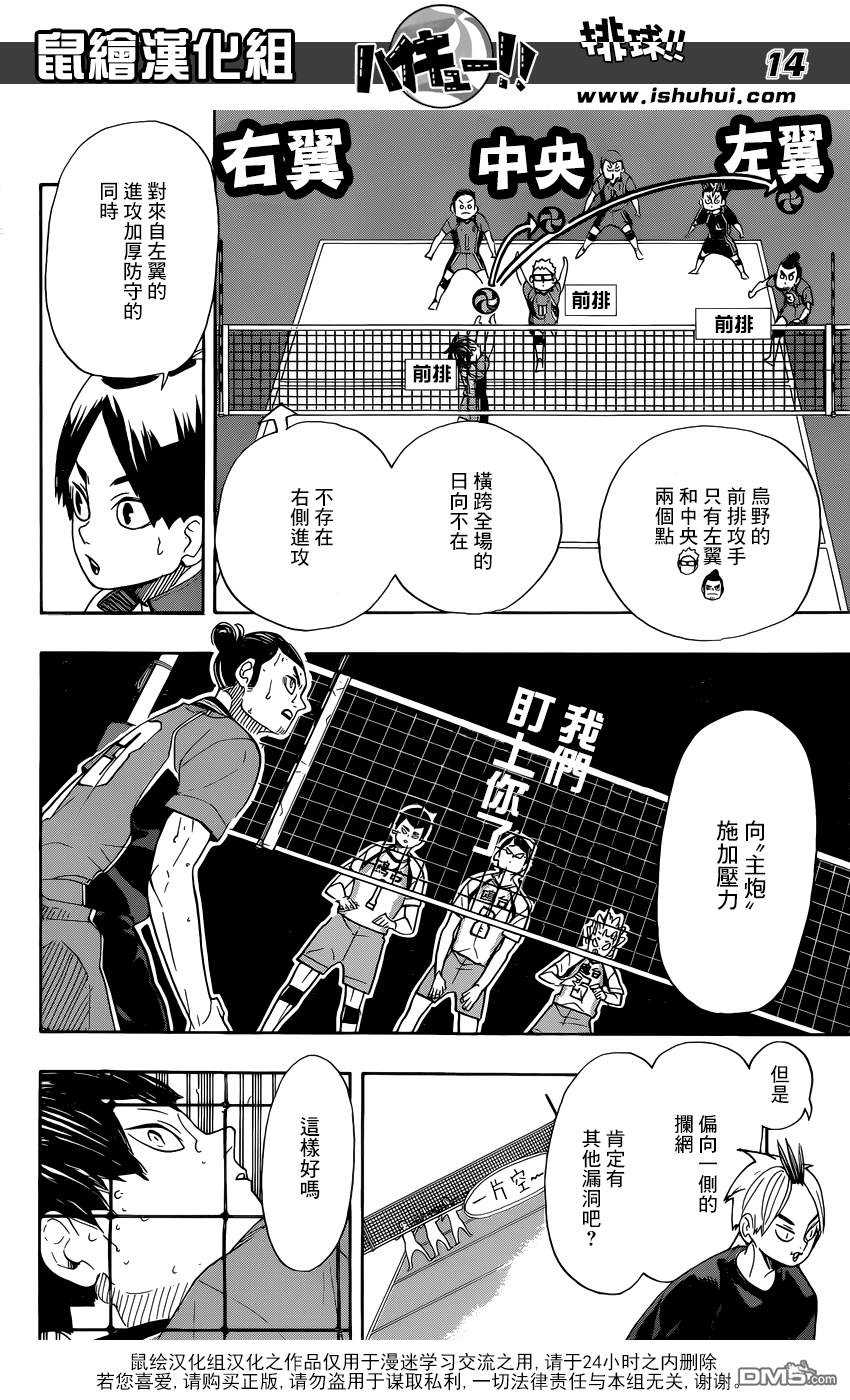 鼠繪漢化組
ハイキュー!!
排球!!
14
www.ishuhui.com
右翼
中央
左翼
前排
前排
前排
烏野的
前排攻手
只有左翼
和中央
兩個點
橫跨全場的
日向不在
不存在
右側進攻
對來自左翼的
進攻加厚防守的
同時
我們
盯上你了
向〝主炮〞
施加壓力
但是
偏向一側的
攔網
肯定有
其他漏洞吧？
一片空~
這樣好嗎
鼠绘汉化组汉化之作品仅用于漫迷学习交流之用, 请于24小时之内删除
若您喜爱, 请购买正版, 请勿盗用于谋取私利, 一切法律责任与本组无关, 谢谢 .
DM5.com